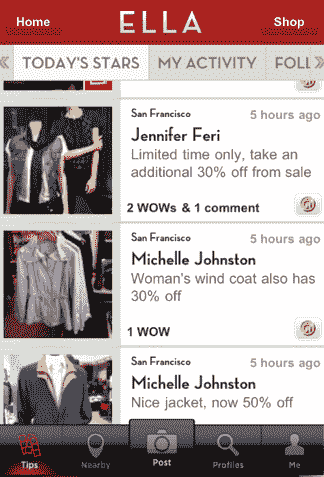 Home ELLA Shop
« TODAY'S STARS MY ACTIVITY FOLL »
San Francisco 5 hours ago
Jennifer Feri
Limited time only, take an
additional 30% off from sale
2 WOWs & 1 comment
San Francisco 5 hours ago
Michelle Johnston
Woman's wind coat also has
30% off
1 WOW
San Francisco 5 hours ago
Michelle Johnston
Nice jacket, now 50% off
Tips Nearby Post Profiles Me